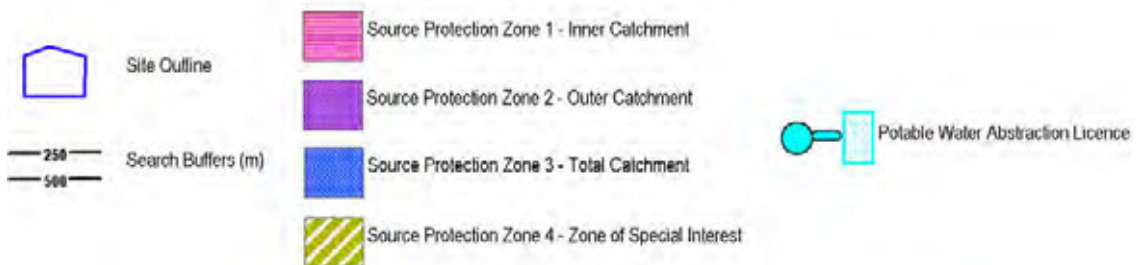 Site Outline
250
500
Search Buffers (m)
Source Protection Zone 1 - Inner Catchment
Source Protection Zone 2 - Outer Catchment
Source Protection Zone 3 - Total Catchment
Source Protection Zone 4 - Zone of Special Interest
Potable Water Abstraction Licence